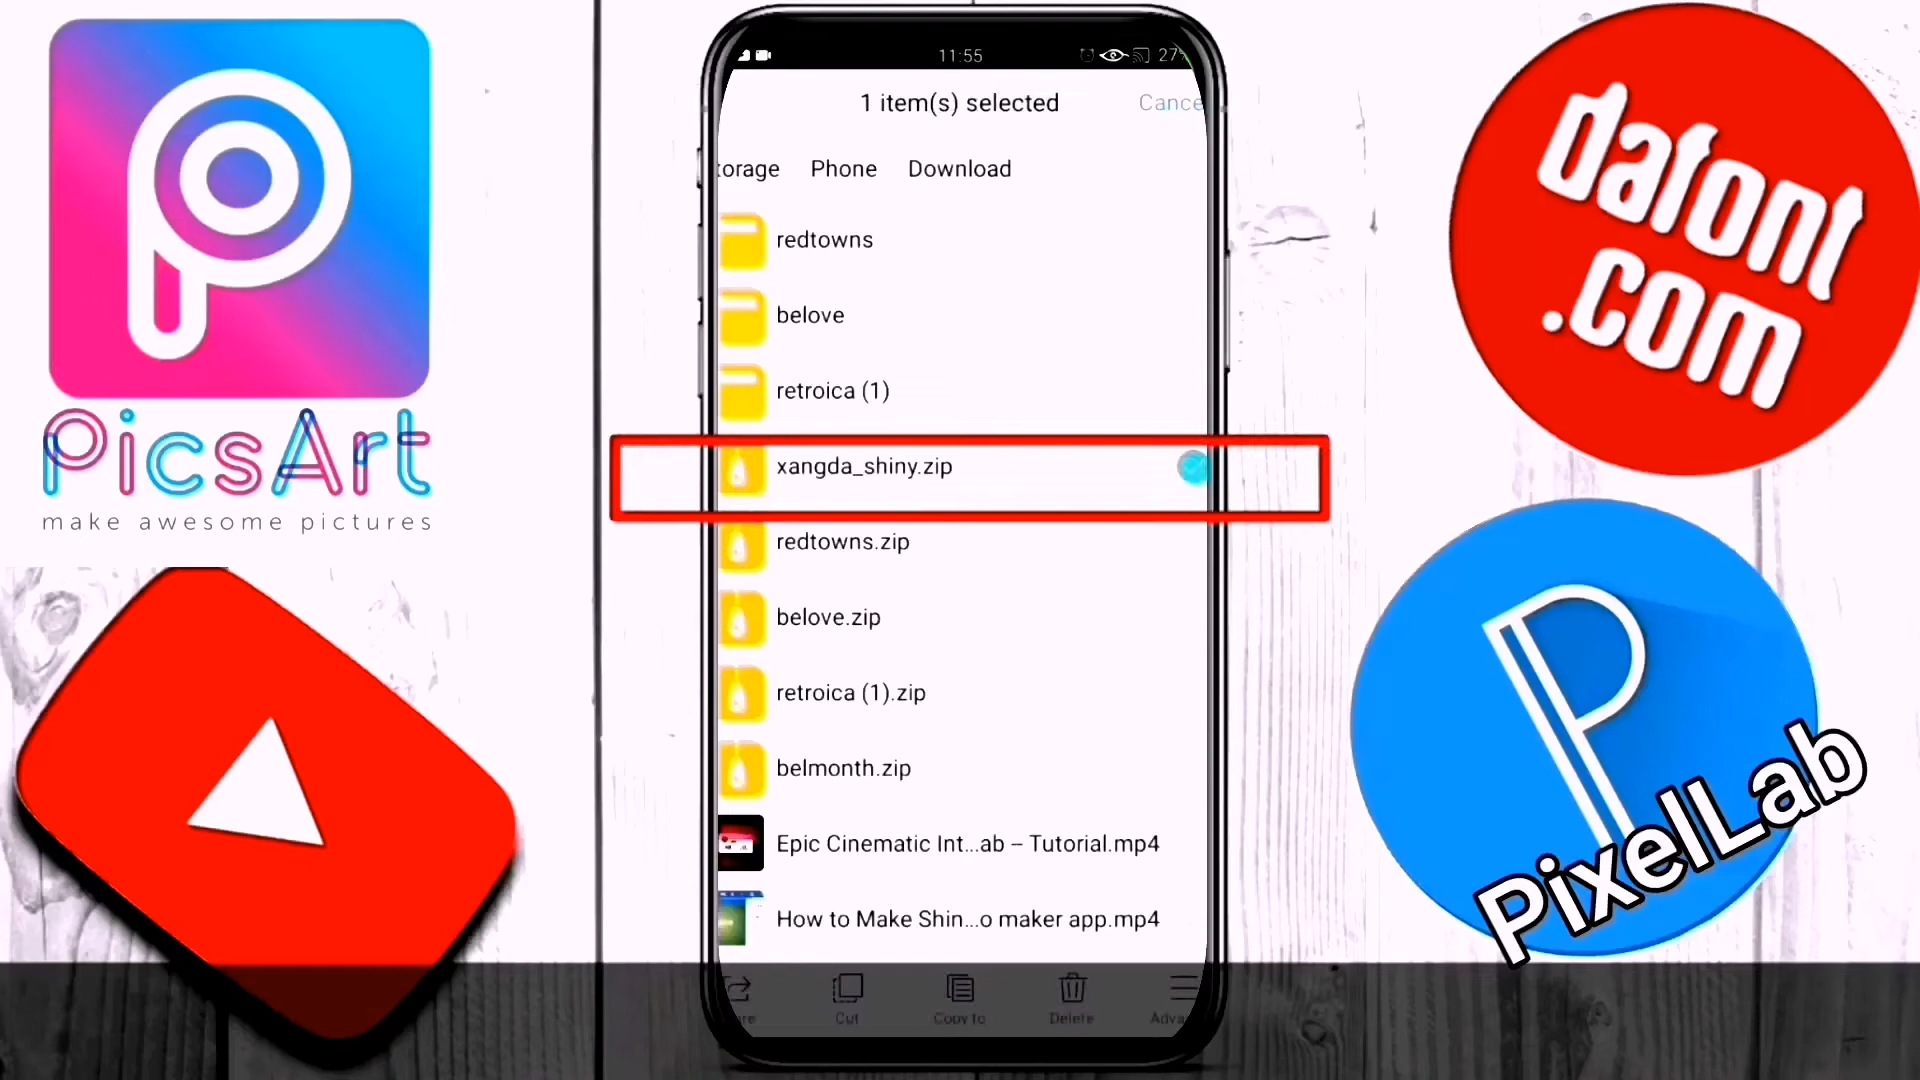 PicsArt
make awesome pictures
11:55
27%
1 item(s) selected
Cance
torage Phone Download
redtowns
belove
retroica (1)
xangda_shiny.zip
redtowns.zip
belove.zip
retroica (1).zip
belmonth.zip
Epic Cinematic Int...ab – Tutorial.mp4
How to Make Shin...o maker app.mp4
Cut
Copy to
Delete
dafont
.com
PixelLab